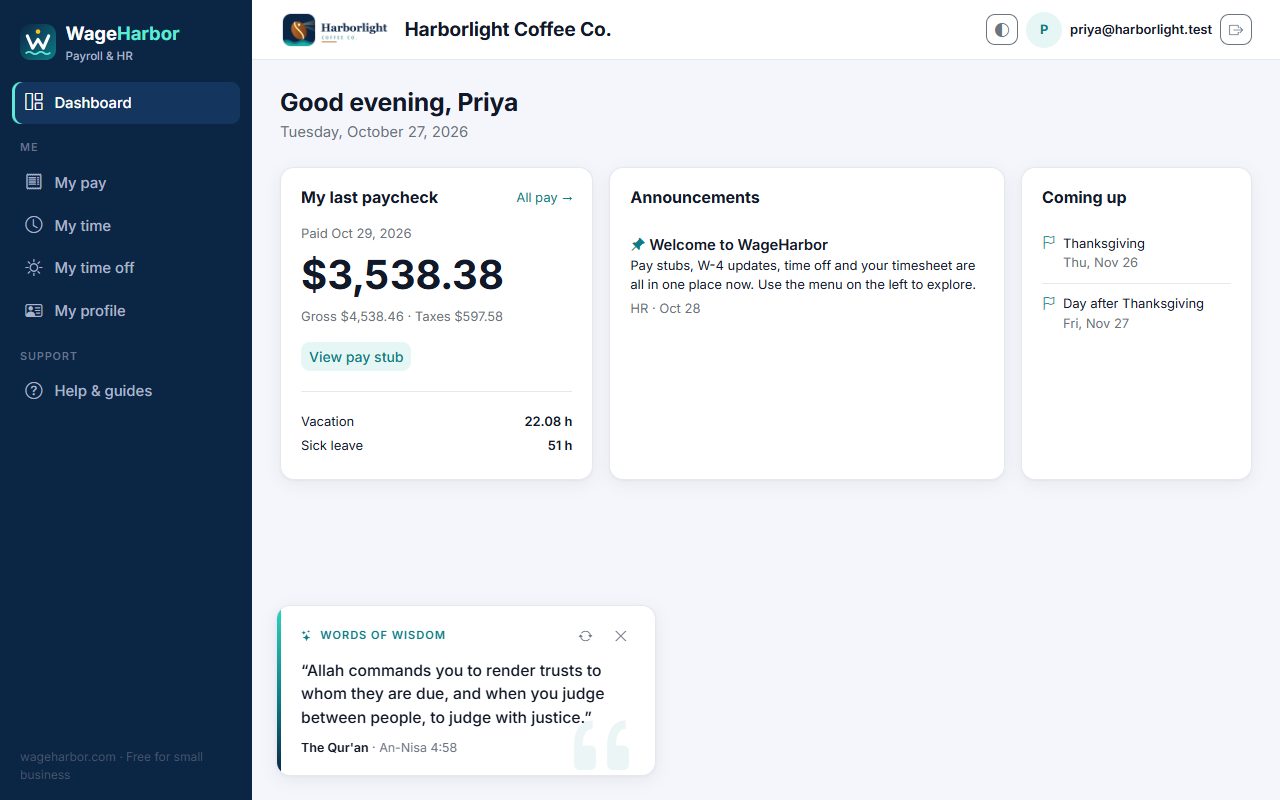 WageHarbor
Payroll & HR
Dashboard
ME
My pay
My time
My time off
My profile
SUPPORT
Help & guides
wageharbor.com · Free for small
business
Harborlight
COFFEE CO.
Harborlight Coffee Co.
P
priya@harborlight.test
Good evening, Priya
Tuesday, October 27, 2026
My last paycheck
All pay →
Paid Oct 29, 2026
$3,538.38
Gross $4,538.46 · Taxes $597.58
View pay stub
Vacation 22.08 h
Sick leave 51 h
Announcements
Welcome to WageHarbor
Pay stubs, W-4 updates, time off and your timesheet are
all in one place now. Use the menu on the left to explore.
HR · Oct 28
Coming up
Thanksgiving
Thu, Nov 26
Day after Thanksgiving
Fri, Nov 27
WORDS OF WISDOM
“Allah commands you to render trusts to
whom they are due, and when you judge
between people, to judge with justice.”
The Qur'an · An-Nisa 4:58